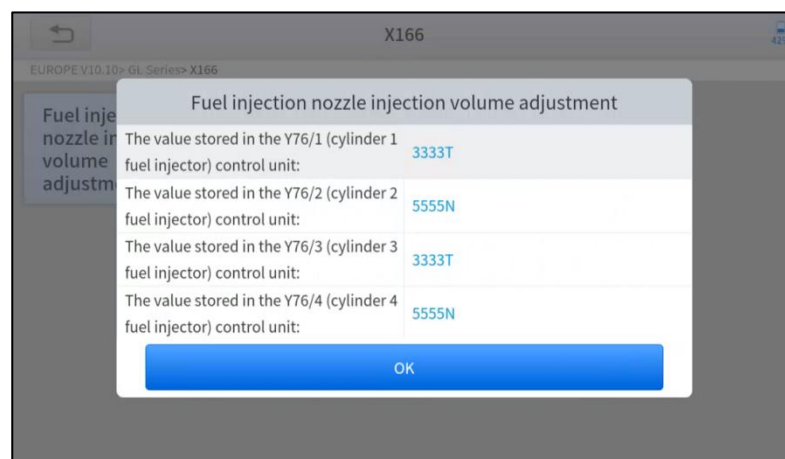 X166
EUROPE V10.10> GL Series> X166
Fuel inje
nozzle in
volume
adjustm
Fuel injection nozzle injection volume adjustment
The value stored in the Y76/1 (cylinder 1
fuel injector) control unit:
3333T
The value stored in the Y76/2 (cylinder 2
fuel injector) control unit:
5555N
The value stored in the Y76/3 (cylinder 3
fuel injector) control unit:
3333T
The value stored in the Y76/4 (cylinder 4
fuel injector) control unit:
5555N
OK